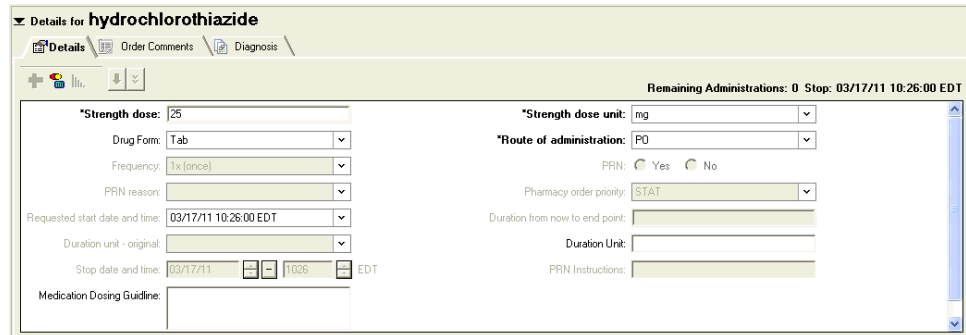 Details for hydrochlorothiazide
Details Order Comments Diagnosis
Remaining Administrations: 0 Stop: 03/17/11 10:26:00 EDT
*Strength dose: 25 *Strength dose unit: mg
Drug Form: Tab *Route of administration: PO
Frequency: 1x (once) PRN: Yes No
PRN reason: Pharmacy order priority: STAT
Requested start date and time: 03/17/11 10:26:00 EDT Duration from now to end point:
Duration unit - original: Duration Unit:
Stop date and time: 03/17/11 1026 EDT PRN Instructions:
Medication Dosing Guidline: